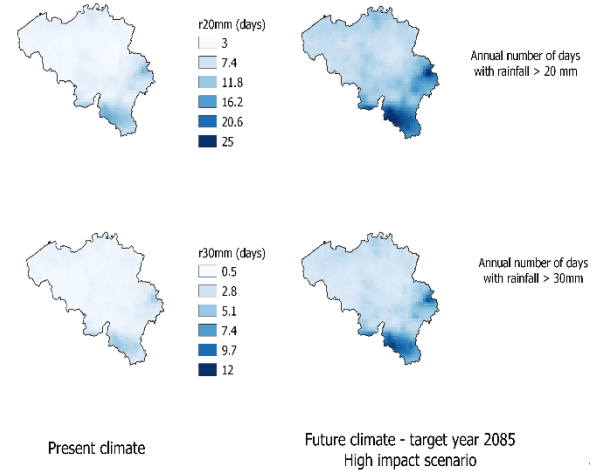 r20mm (days)
3
7.4
11.8
16.2
20.6
25
Annual number of days
with rainfall > 20 mm
r30mm (days)
0.5
2.8
5.1
7.4
9.7
12
Annual number of days
with rainfall > 30mm
Present climate
Future climate - target year 2085
High impact scenario